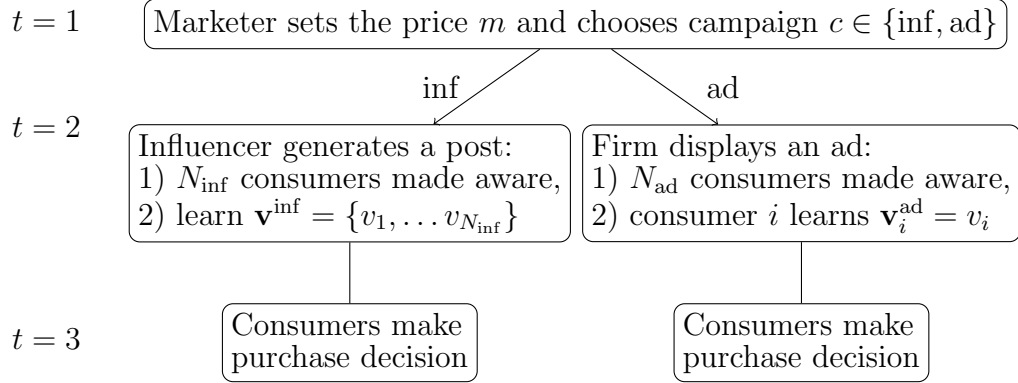 t = 1
Marketer sets the price m and chooses campaign c ∈ {inf, ad}
inf
ad
t = 2
Influencer generates a post:
1) N_inf consumers made aware,
2) learn v^inf = {v_1, … v_{N_inf}}
Firm displays an ad:
1) N_ad consumers made aware,
2) consumer i learns v_i^ad = v_i
t = 3
Consumers make
purchase decision
Consumers make
purchase decision